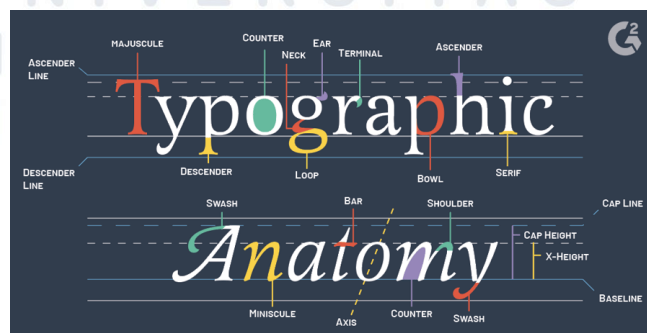 MAJUSCULE
COUNTER
NECK
EAR
TERMINAL
ASCENDER
G2
ASCENDER
LINE
Typographic
DESCENDER
LINE
DESCENDER
LOOP
BOWL
SERIF
SWASH
BAR
SHOULDER
CAP LINE
CAP HEIGHT
X-HEIGHT
Anatomy
BASELINE
MINISCULE
AXIS
COUNTER
SWASH